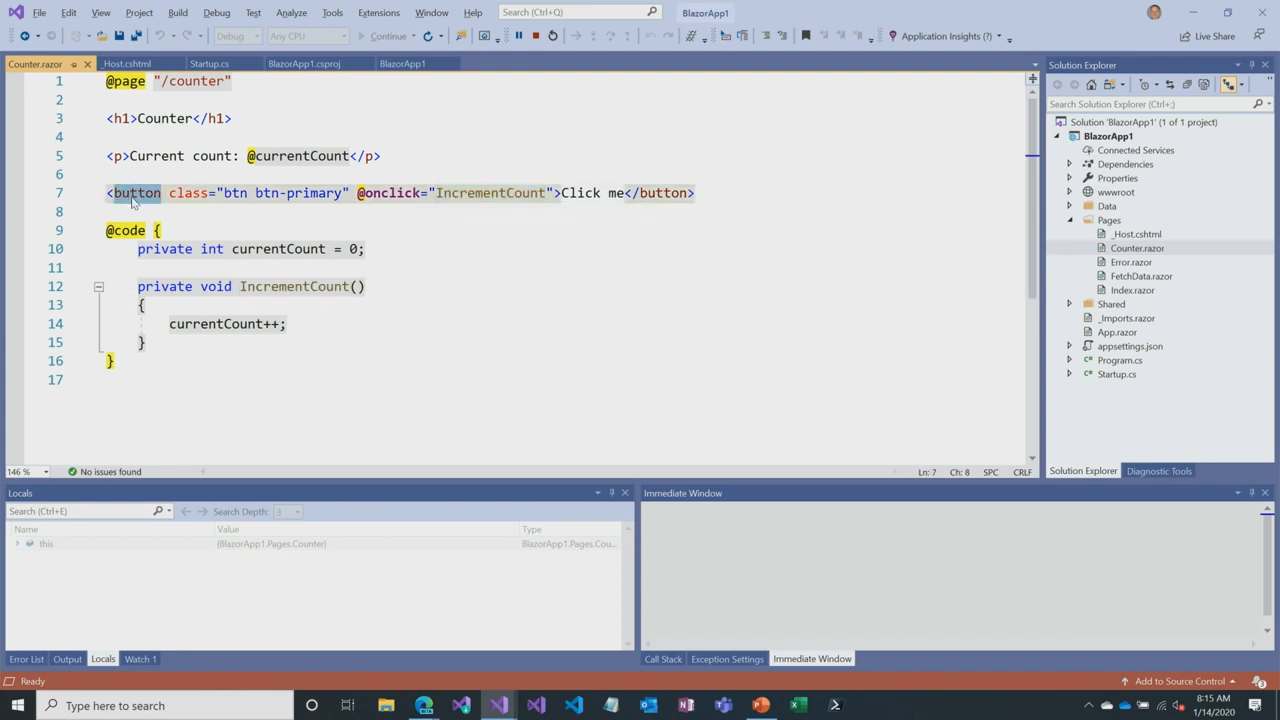 File Edit View Project Build Debug Test Analyze Tools Extensions Window Help Search (Ctrl+Q) BlazorApp1
Debug Any CPU Continue Application Insights (?) Live Share
Counter.razor _Host.cshtml Startup.cs BlazorApp1.csproj BlazorApp1
1 @page "/counter"
2
3 <h1>Counter</h1>
4
5 <p>Current count: @currentCount</p>
6
7 <button class="btn btn-primary" @onclick="IncrementCount">Click me</button>
8
9 @code {
10 private int currentCount = 0;
11
12 private void IncrementCount()
13 {
14 currentCount++;
15 }
16 }
17
146 % No issues found Ln: 7 Ch: 8 SPC CRLF
Solution Explorer
Search Solution Explorer (Ctrl+;)
Solution 'BlazorApp1' (1 of 1 project)
BlazorApp1
Connected Services
Dependencies
Properties
wwwroot
Data
Pages
_Host.cshtml
Counter.razor
Error.razor
FetchData.razor
Index.razor
Shared
_Imports.razor
App.razor
appsettings.json
Program.cs
Startup.cs
Solution Explorer Diagnostic Tools
Locals
Search (Ctrl+E) Search Depth: 3
Name Value Type
this {BlazorApp1.Pages.Counter} BlazorApp1.Pages.Cou...
Error List Output Locals Watch 1
Immediate Window
Call Stack Exception Settings Immediate Window
Ready Add to Source Control 3
Type here to search 8:15 AM
1/14/2020